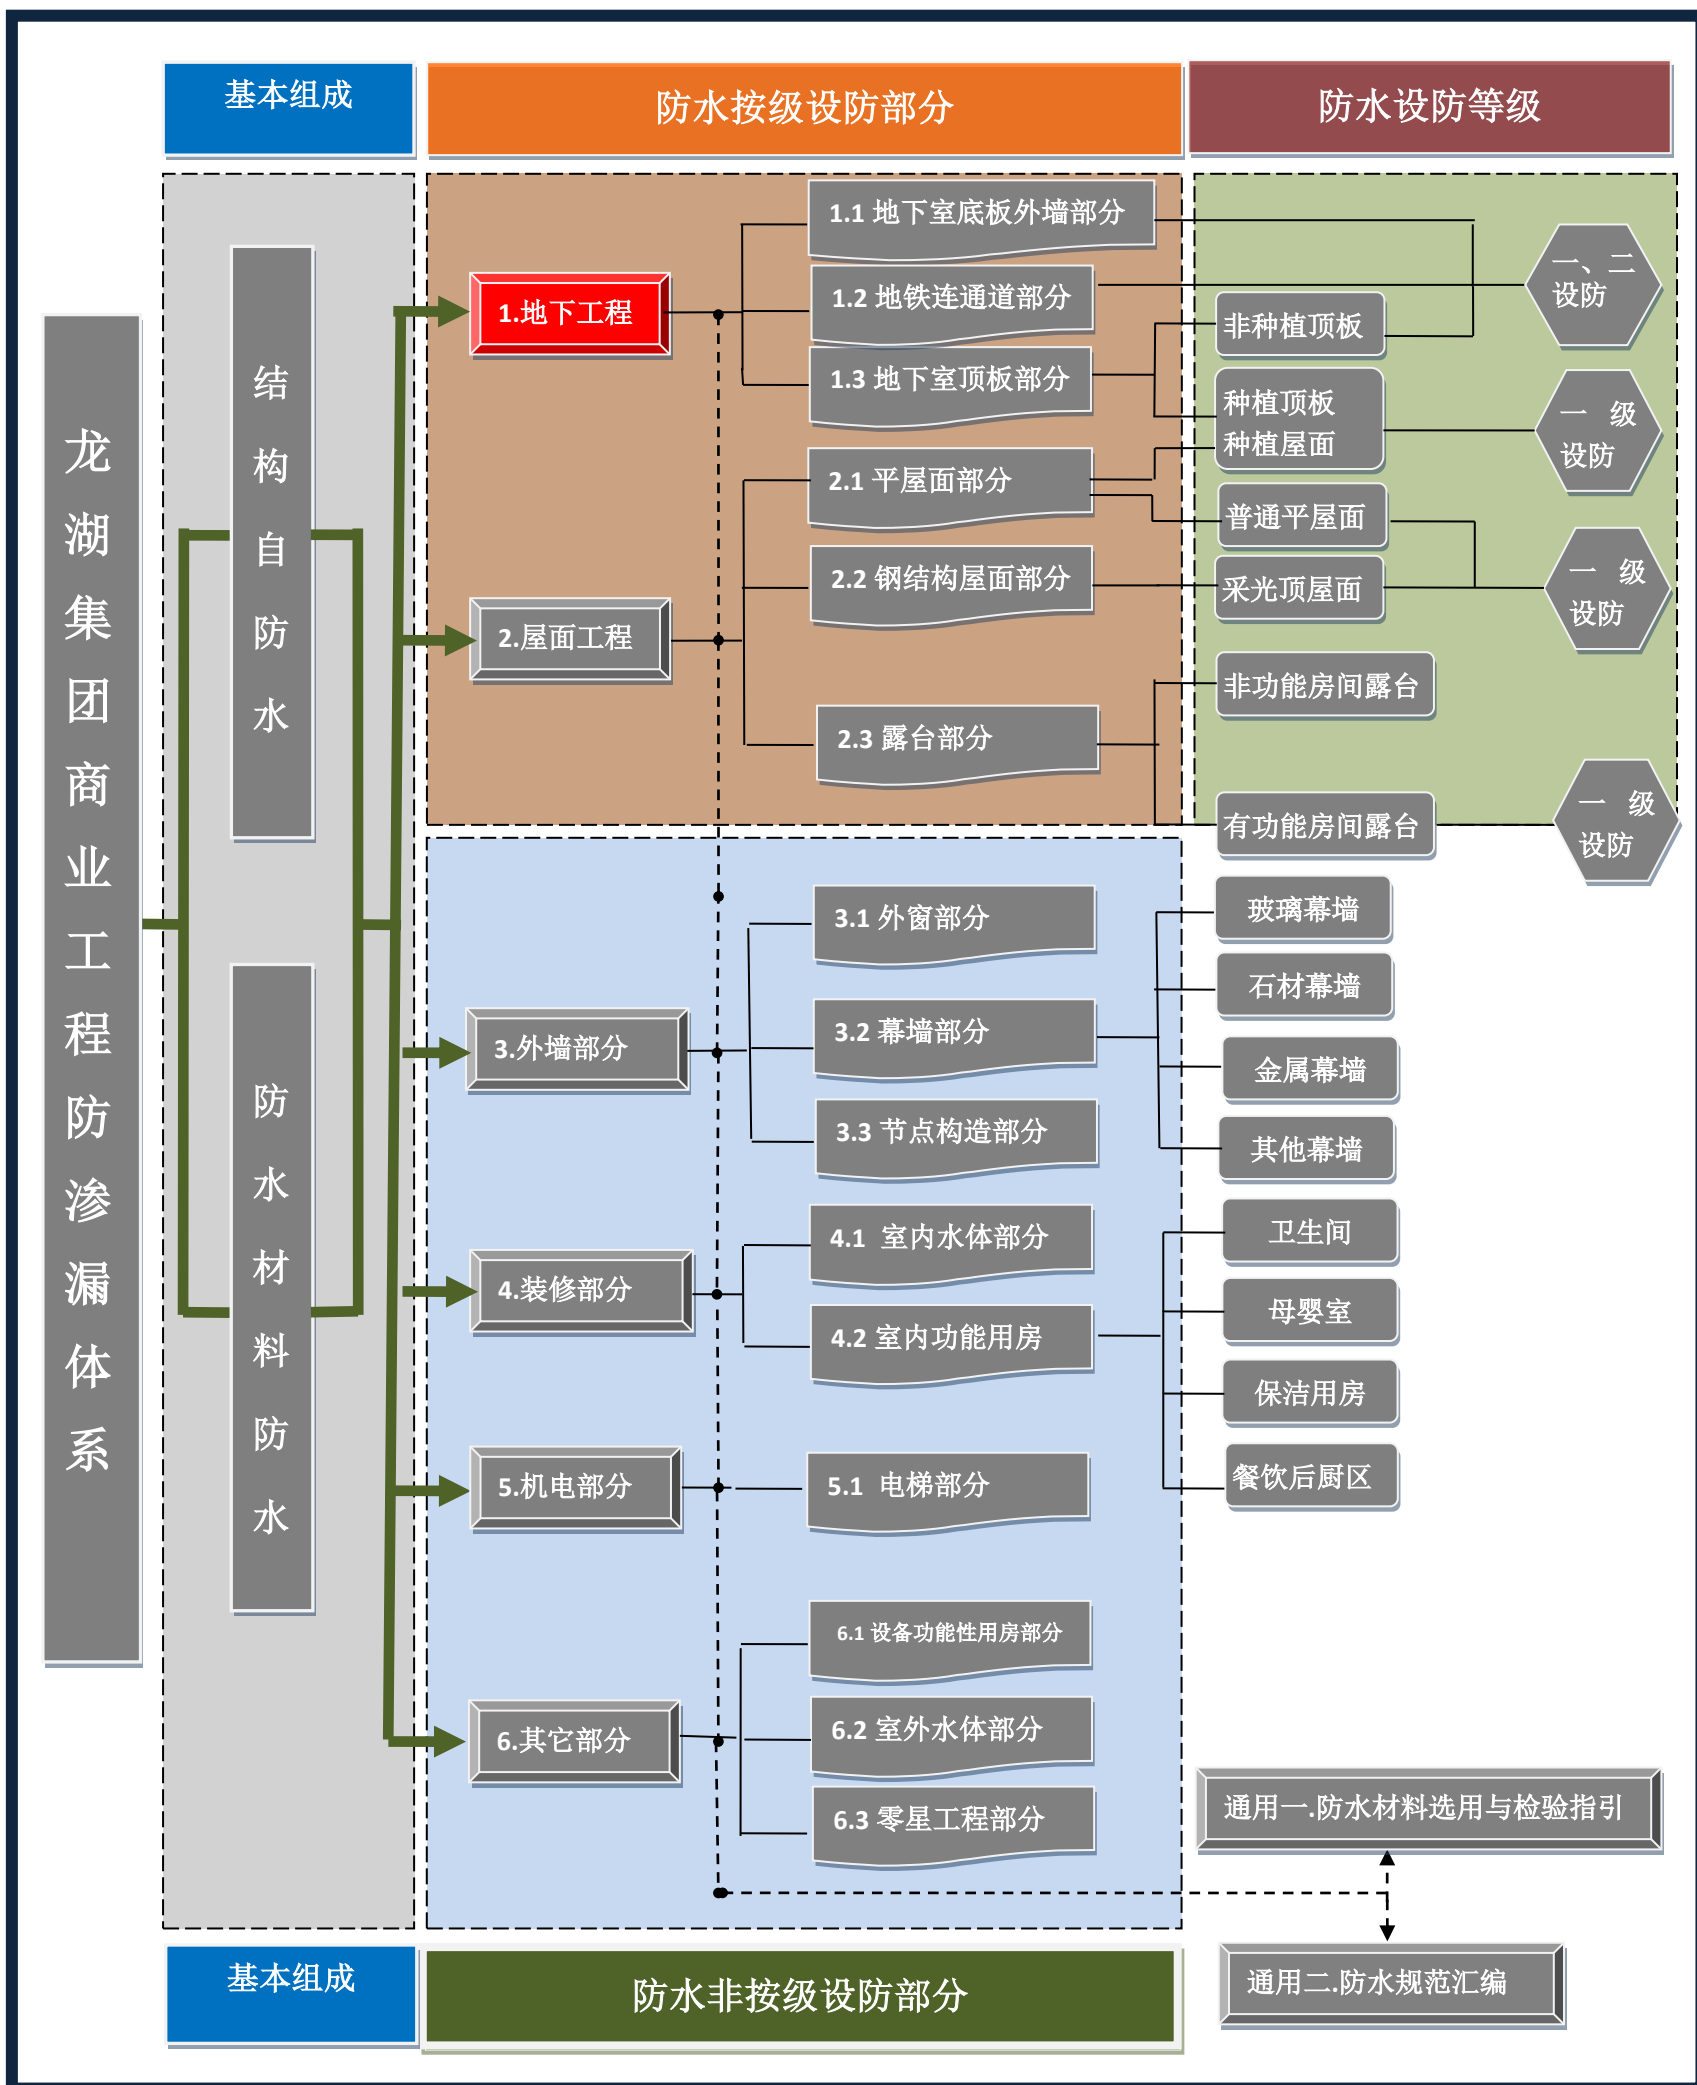 基本组成
防水按级设防部分
防水设防等级
龙湖集团商业工程防渗漏体系
结构自防水
防水材料防水
1.地下工程
1.1 地下室底板外墙部分
1.2 地铁连通道部分
1.3 地下室顶板部分
非种植顶板
种植顶板
种植屋面
一、二
设防
一 级
设防
2.屋面工程
2.1 平屋面部分
2.2 钢结构屋面部分
2.3 露台部分
普通平屋面
采光顶屋面
非功能房间露台
有功能房间露台
一 级
设防
一 级
设防
3.外墙部分
3.1 外窗部分
3.2 幕墙部分
3.3 节点构造部分
玻璃幕墙
石材幕墙
金属幕墙
其他幕墙
4.装修部分
4.1 室内水体部分
4.2 室内功能用房
卫生间
母婴室
保洁用房
餐饮后厨区
5.机电部分
5.1 电梯部分
6.其它部分
6.1 设备功能性用房部分
6.2 室外水体部分
6.3 零星工程部分
通用一.防水材料选用与检验指引
通用二.防水规范汇编
基本组成
防水非按级设防部分